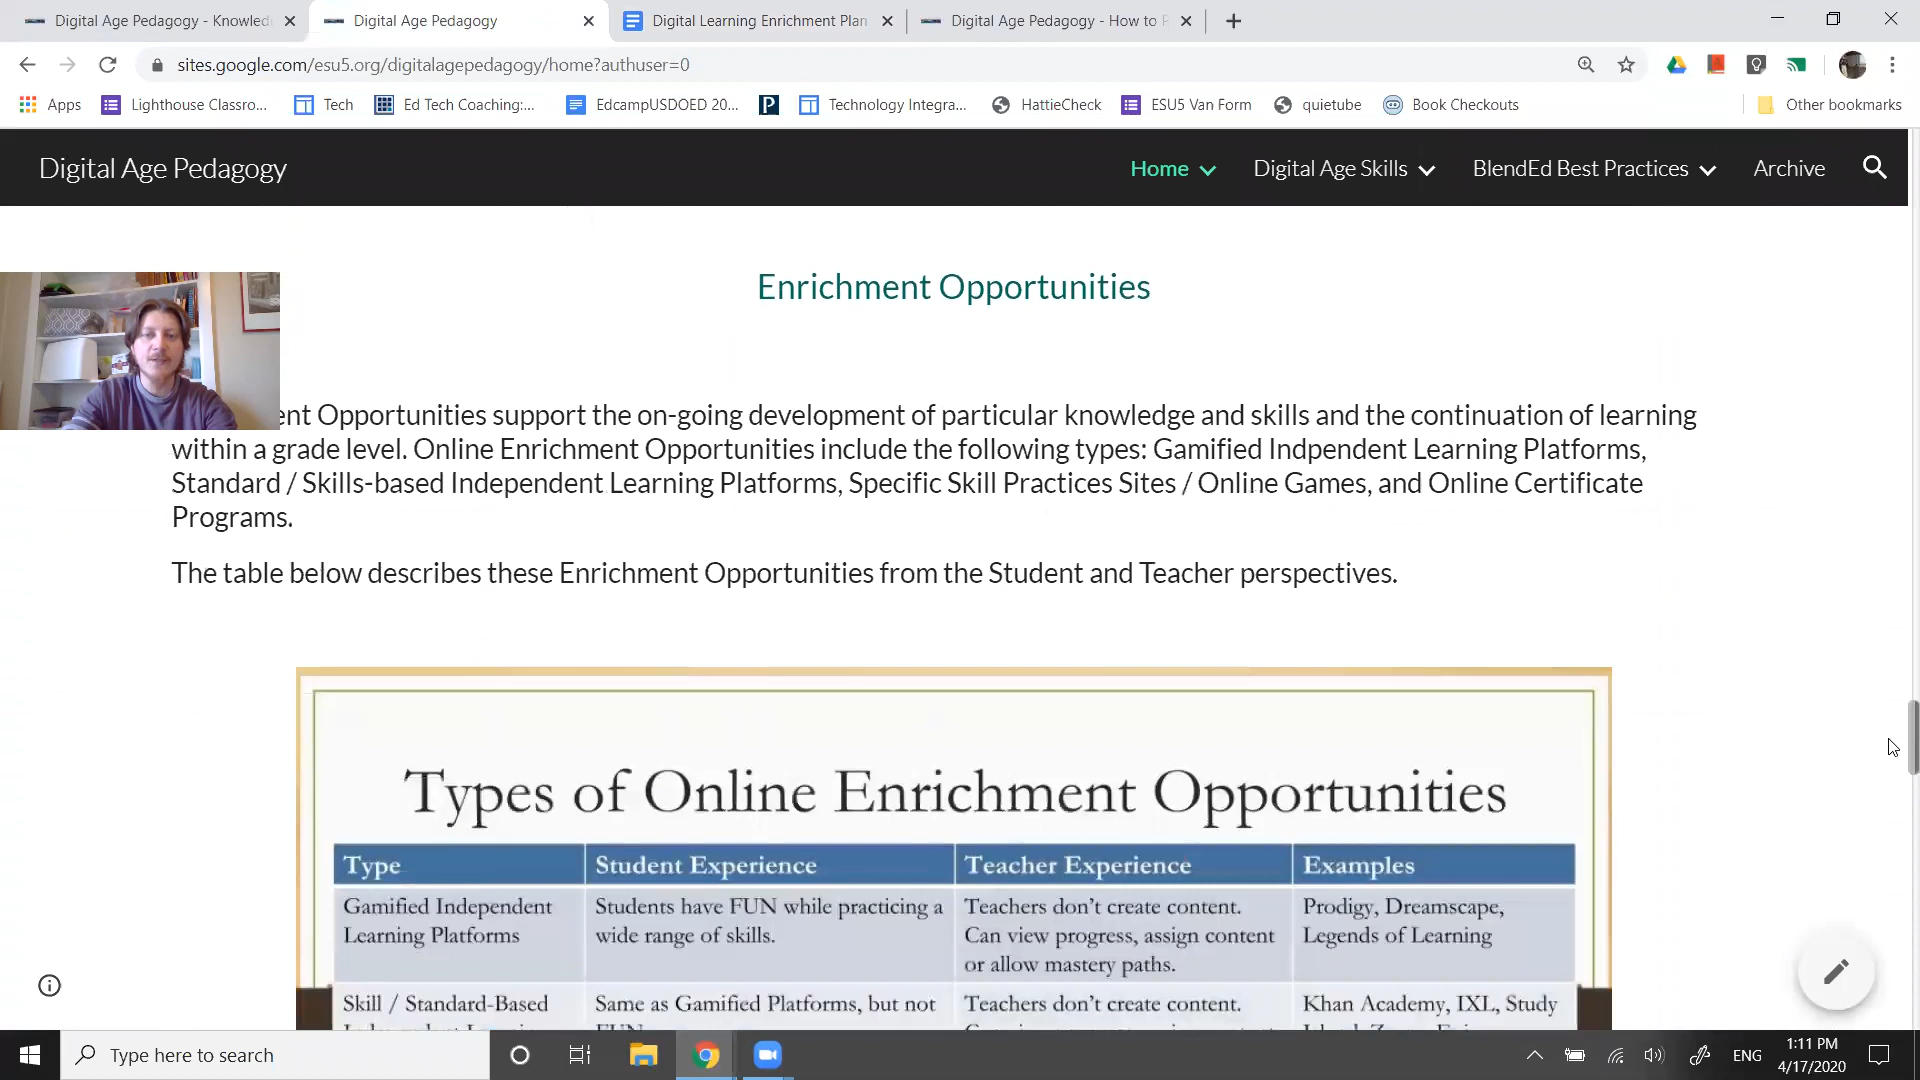 Digital Age Pedagogy - Knowled
Digital Age Pedagogy
Digital Learning Enrichment Plan
Digital Age Pedagogy - How to P
sites.google.com/esu5.org/digitalagepedagogy/home?authuser=0
Apps
Lighthouse Classro...
Tech
Ed Tech Coaching:...
EdcampUSDOED 20...
P
Technology Integra...
HattieCheck
ESU5 Van Form
quietube
Book Checkouts
Other bookmarks
Digital Age Pedagogy
Home
Digital Age Skills
BlendEd Best Practices
Archive
Enrichment Opportunities
ent Opportunities support the on-going development of particular knowledge and skills and the continuation of learning
within a grade level. Online Enrichment Opportunities include the following types: Gamified Indpendent Learning Platforms,
Standard / Skills-based Independent Learning Platforms, Specific Skill Practices Sites / Online Games, and Online Certificate
Programs.
The table below describes these Enrichment Opportunities from the Student and Teacher perspectives.
Types of Online Enrichment Opportunities
Type
Student Experience
Teacher Experience
Examples
Gamified Independent
Learning Platforms
Students have FUN while practicing a
wide range of skills.
Teachers don't create content.
Can view progress, assign content
or allow mastery paths.
Prodigy, Dreamscape,
Legends of Learning
Skill / Standard-Based
Same as Gamified Platforms, but not
FUN
Teachers don't create content.
Khan Academy, IXL, Study
Type here to search
ENG
1:11 PM
4/17/2020